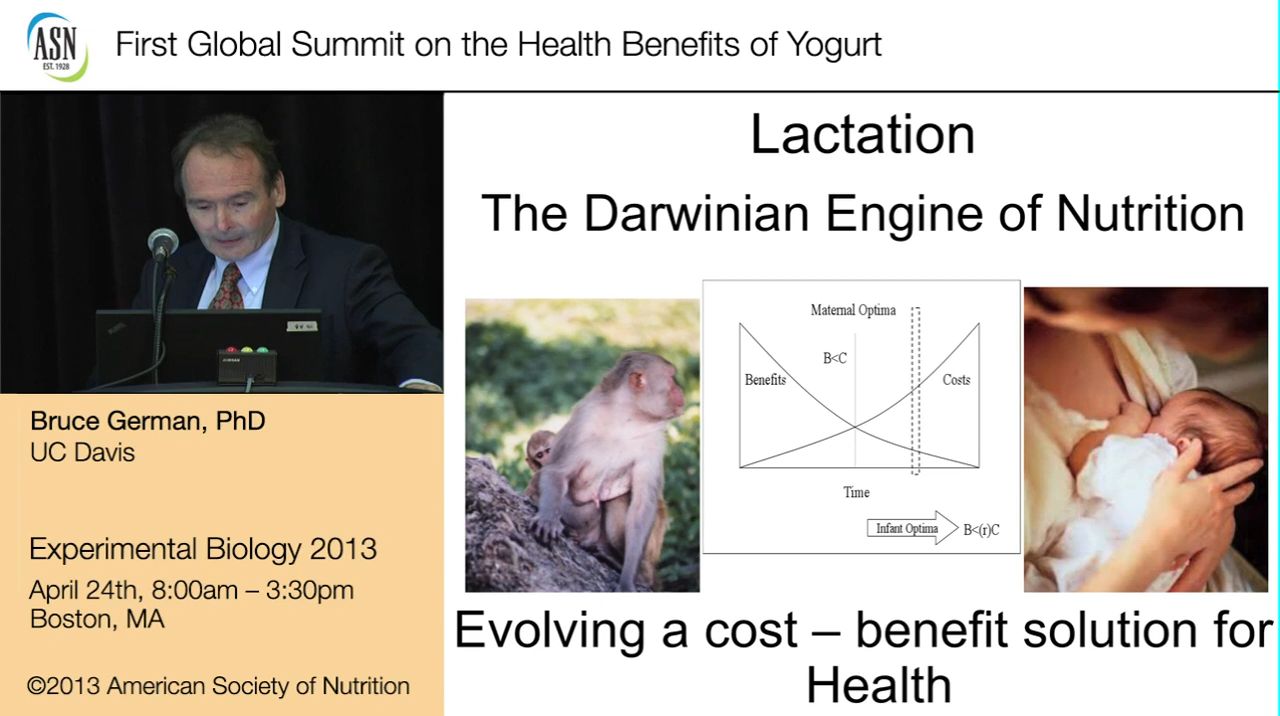 ASN
EST. 1928
First Global Summit on the Health Benefits of Yogurt
Lactation
The Darwinian Engine of Nutrition
Maternal Optima
B<C
Benefits
Costs
Time
Infant Optima
B<(r)C
Evolving a cost – benefit solution for
Health
Bruce German, PhD
UC Davis
Experimental Biology 2013
April 24th, 8:00am – 3:30pm
Boston, MA
©2013 American Society of Nutrition